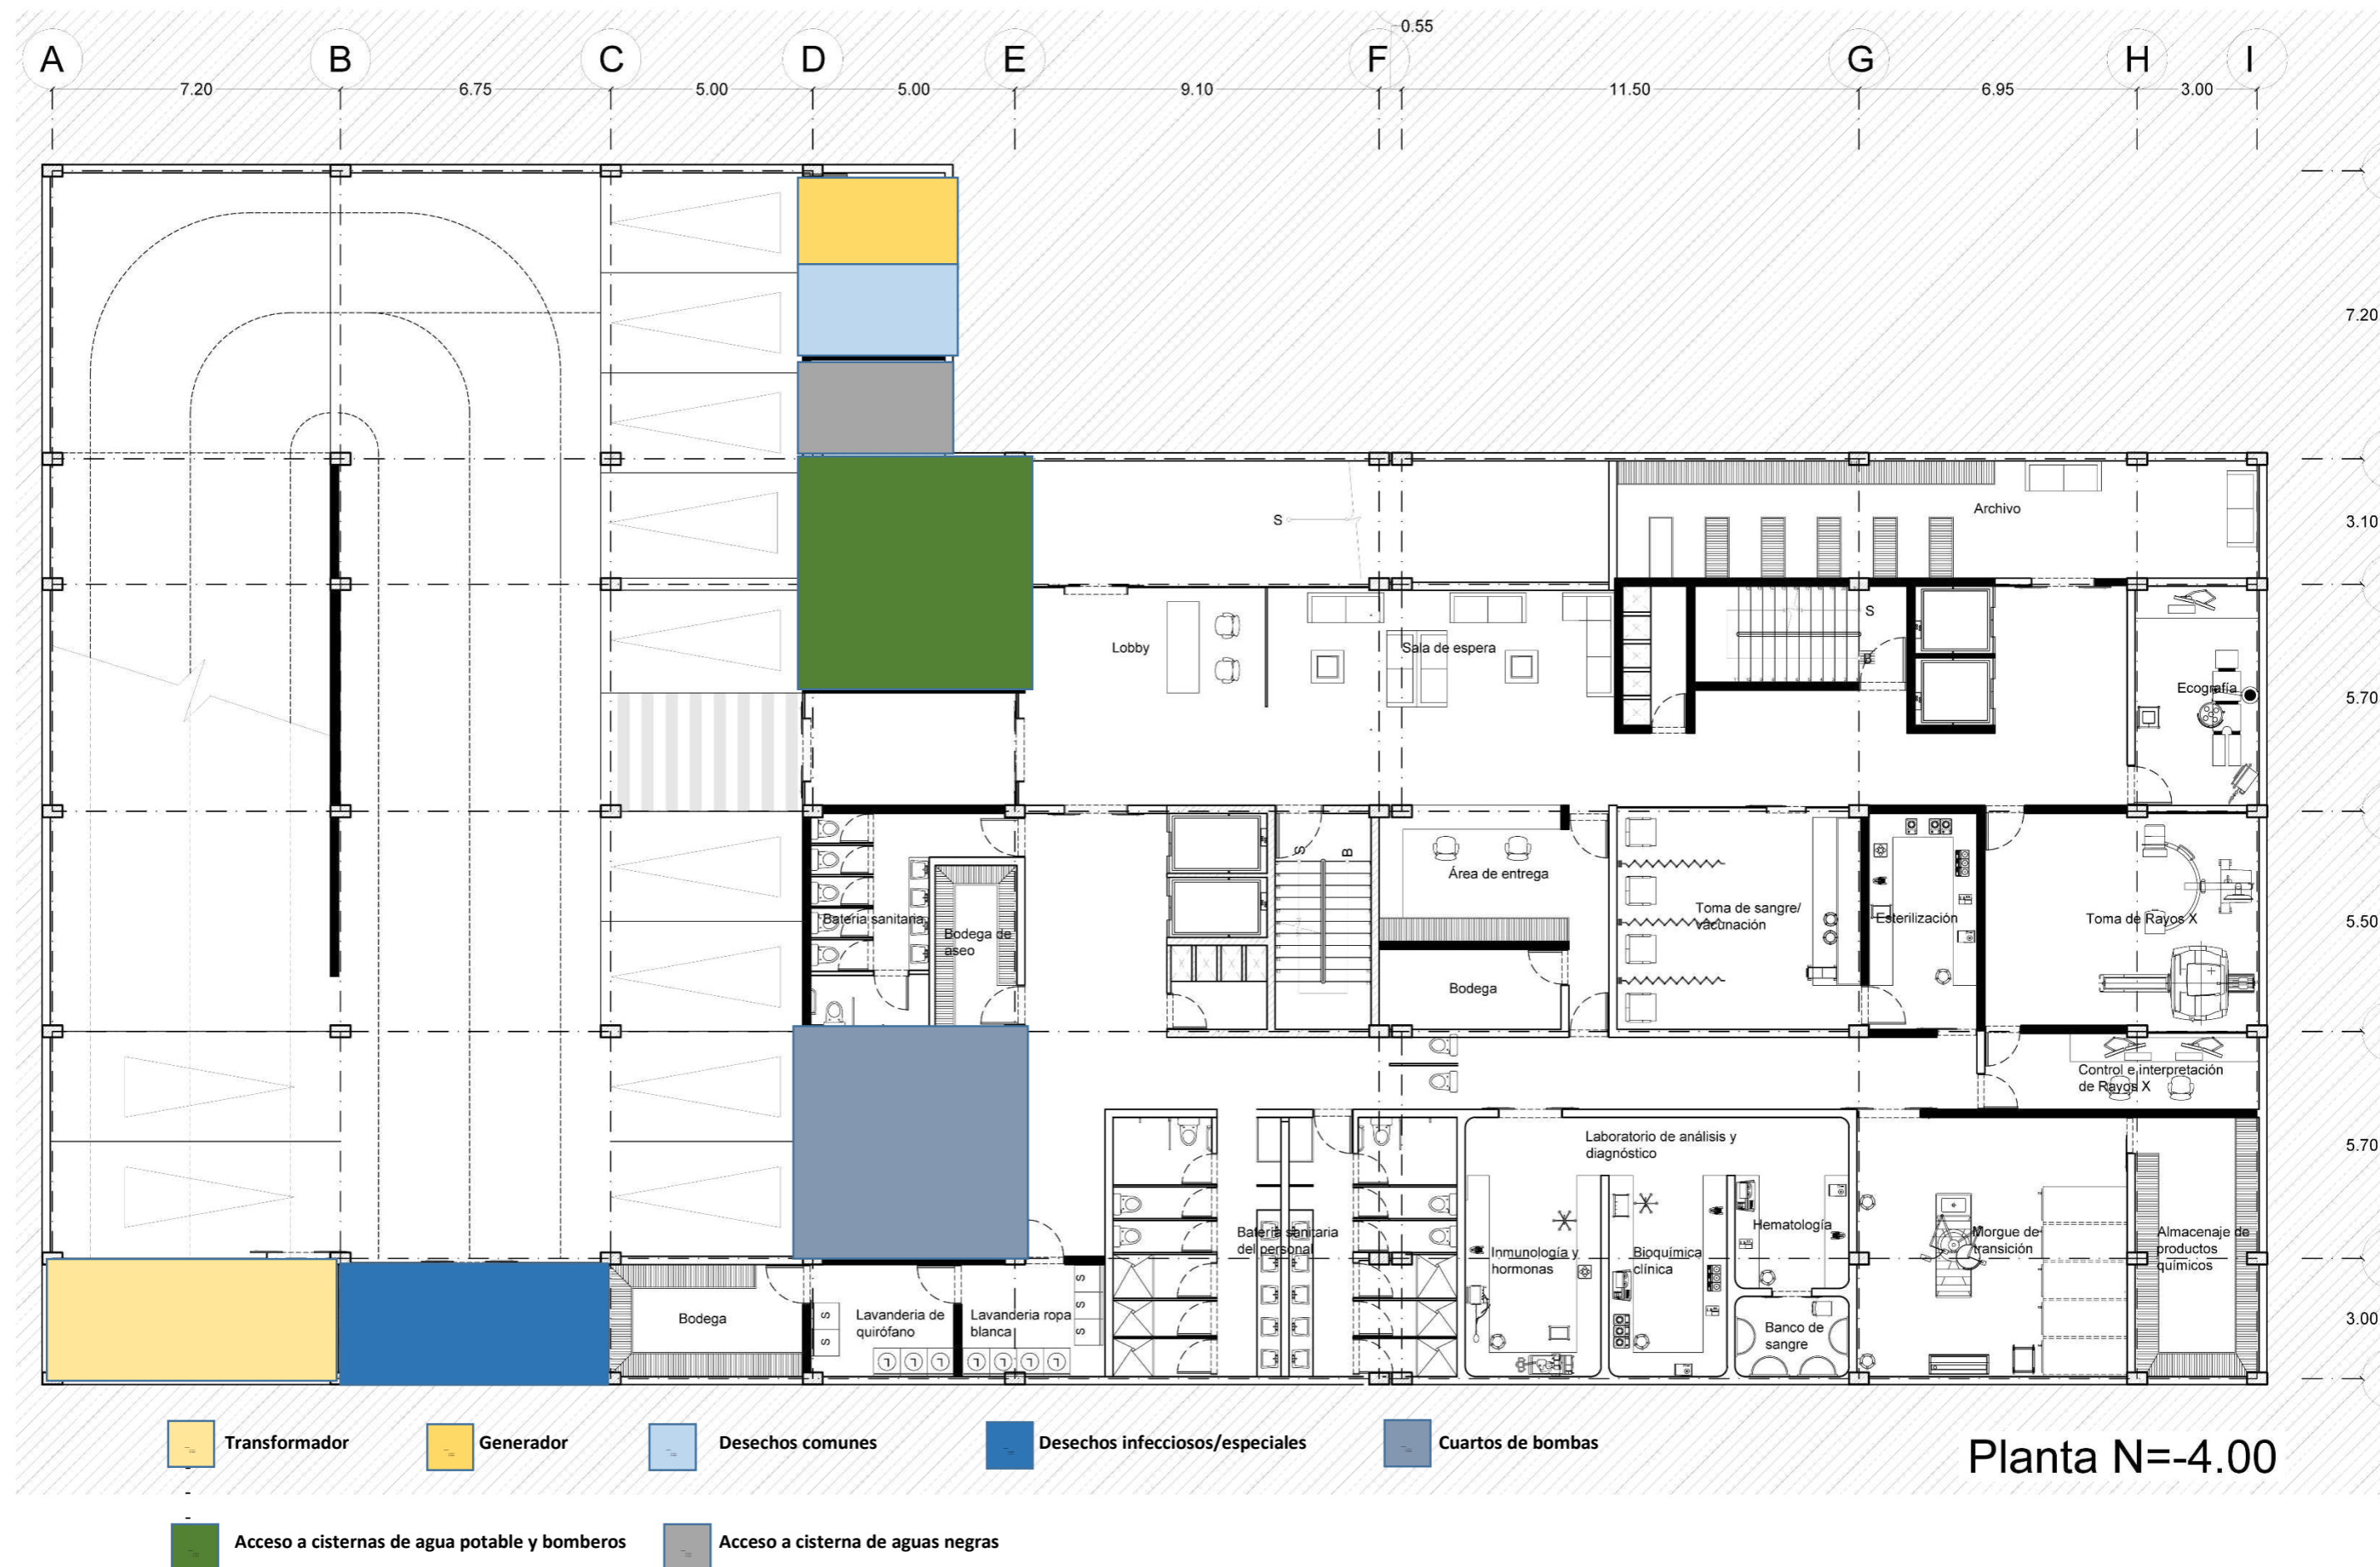 0.55
A B C D E F G H I
7.20 6.75 5.00 5.00 9.10 11.50 6.95 3.00
7.20
S
Archivo
3.10
Lobby
Sala de espera
S
B
Ecografía
5.70
S
B
Área de entrega
Batería sanitaria
Bodega de
aseo
Toma de sangre/
vacunación
Esterilización
Toma de Rayos X
5.50
Bodega
Control e interpretación
de Rayos X
Laboratorio de análisis y
diagnóstico
5.70
Batería sanitaria
del personal
Inmunología y
hormonas
Bioquímica
clínica
Hematología
Morgue de
transición
Almacenaje de
productos
químicos
Bodega
S
S
Lavandería de
quirófano
Lavandería ropa
blanca
S
S
S
L L L
L L L L
Banco de
sangre
3.00
Transformador
Generador
Desechos comunes
Desechos infecciosos/especiales
Cuartos de bombas
Planta N=-4.00
Acceso a cisternas de agua potable y bomberos
Acceso a cisterna de aguas negras